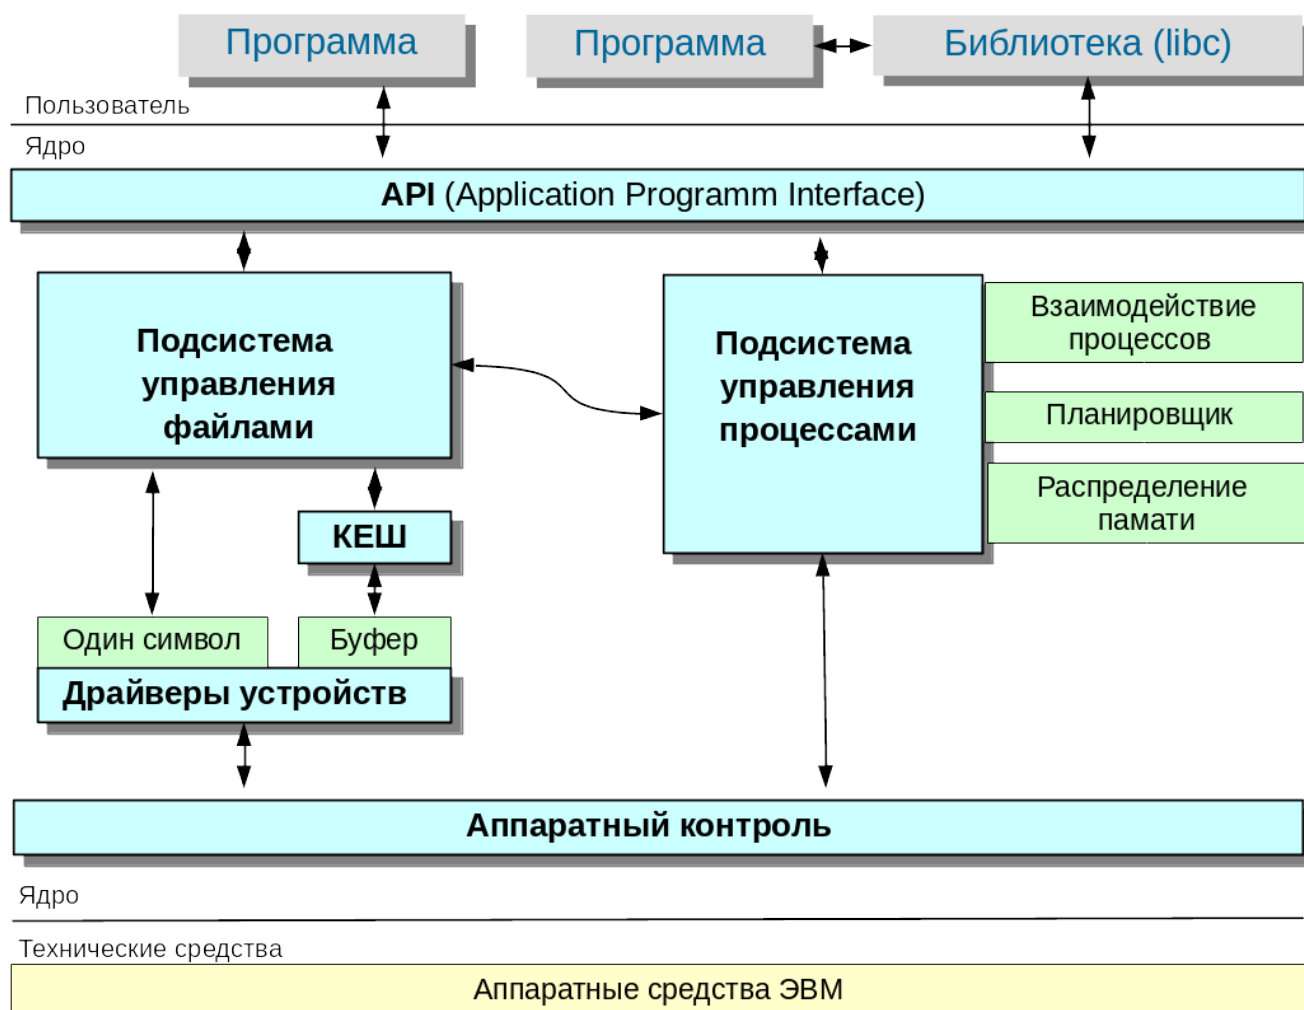 Программа
Программа
Библиотека (libc)
Пользователь
Ядро
API (Application Programm Interface)
Подсистема
управления
файлами
Подсистема
управления
процессами
Взаимодействие
процессов
Планировщик
Распределение
памати
КЕШ
Один символ
Буфер
Драйверы устройств
Аппаратный контроль
Ядро
Технические средства
Аппаратные средства ЭВМ